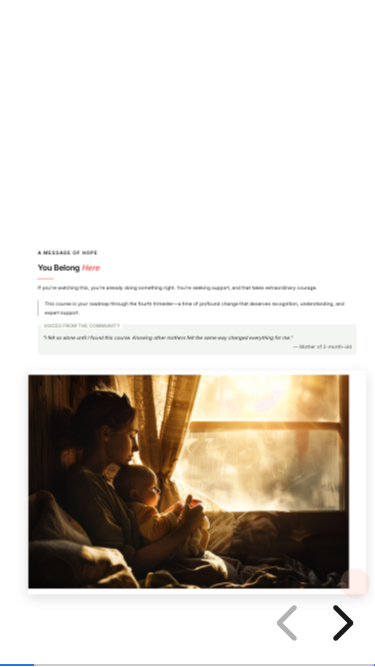 A MESSAGE OF HOPE
You Belong Here
If you're watching this, you're already doing something right. You're seeking support, and that takes extraordinary courage.
This course is your roadmap through the fourth trimester—a time of profound change that deserves recognition, understanding, and
expert support.
VOICES FROM THE COMMUNITY
"I felt so alone until I found this course. Knowing other mothers felt the same way changed everything for me."
— Mother of 2-month-old